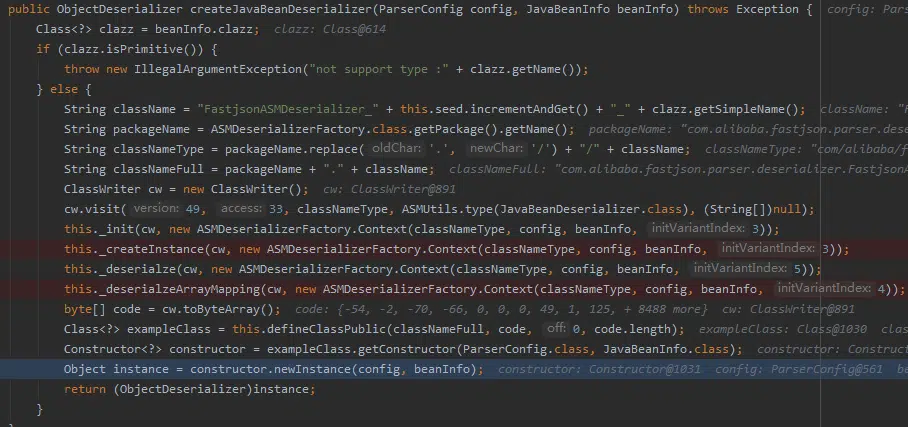 public ObjectDeserializer createJavaBeanDeserializer(ParserConfig config, JavaBeanInfo beanInfo) throws Exception { config: Pars
Class<?> clazz = beanInfo.clazz; clazz: Class@614
if (clazz.isPrimitive()) {
throw new IllegalArgumentException("not support type :" + clazz.getName());
} else {
String className = "FastjsonASMDeserializer_" + this.seed.incrementAndGet() + "_" + clazz.getSimpleName(); className: "F
String packageName = ASMDeserializerFactory.class.getPackage().getName(); packageName: "com.alibaba.fastjson.parser.dese
String classNameType = packageName.replace( oldChar: '.', newChar: '/') + "/" + className; classNameType: "com/alibaba/f
String classNameFull = packageName + "." + className; classNameFull: "com.alibaba.fastjson.parser.deserializer.FastjsonA
ClassWriter cw = new ClassWriter(); cw: ClassWriter@891
cw.visit( version: 49, access: 33, classNameType, ASMUtils.type(JavaBeanDeserializer.class), (String[])null);
this._init(cw, new ASMDeserializerFactory.Context(classNameType, config, beanInfo, initVariantIndex: 3));
this._createInstance(cw, new ASMDeserializerFactory.Context(classNameType, config, beanInfo, initVariantIndex: 3));
this._deserialze(cw, new ASMDeserializerFactory.Context(classNameType, config, beanInfo, initVariantIndex: 5));
this._deserialzeArrayMapping(cw, new ASMDeserializerFactory.Context(classNameType, config, beanInfo, initVariantIndex: 4));
byte[] code = cw.toByteArray(); code: {-54, -2, -70, -66, 0, 0, 0, 49, 1, 125, + 8488 more} cw: ClassWriter@891
Class<?> exampleClass = this.defineClassPublic(classNameFull, code, off: 0, code.length); exampleClass: Class@1030 clas
Constructor<?> constructor = exampleClass.getConstructor(ParserConfig.class, JavaBeanInfo.class); constructor: Construct
Object instance = constructor.newInstance(config, beanInfo); constructor: Constructor@1031 config: ParserConfig@561 be
return (ObjectDeserializer)instance;
}